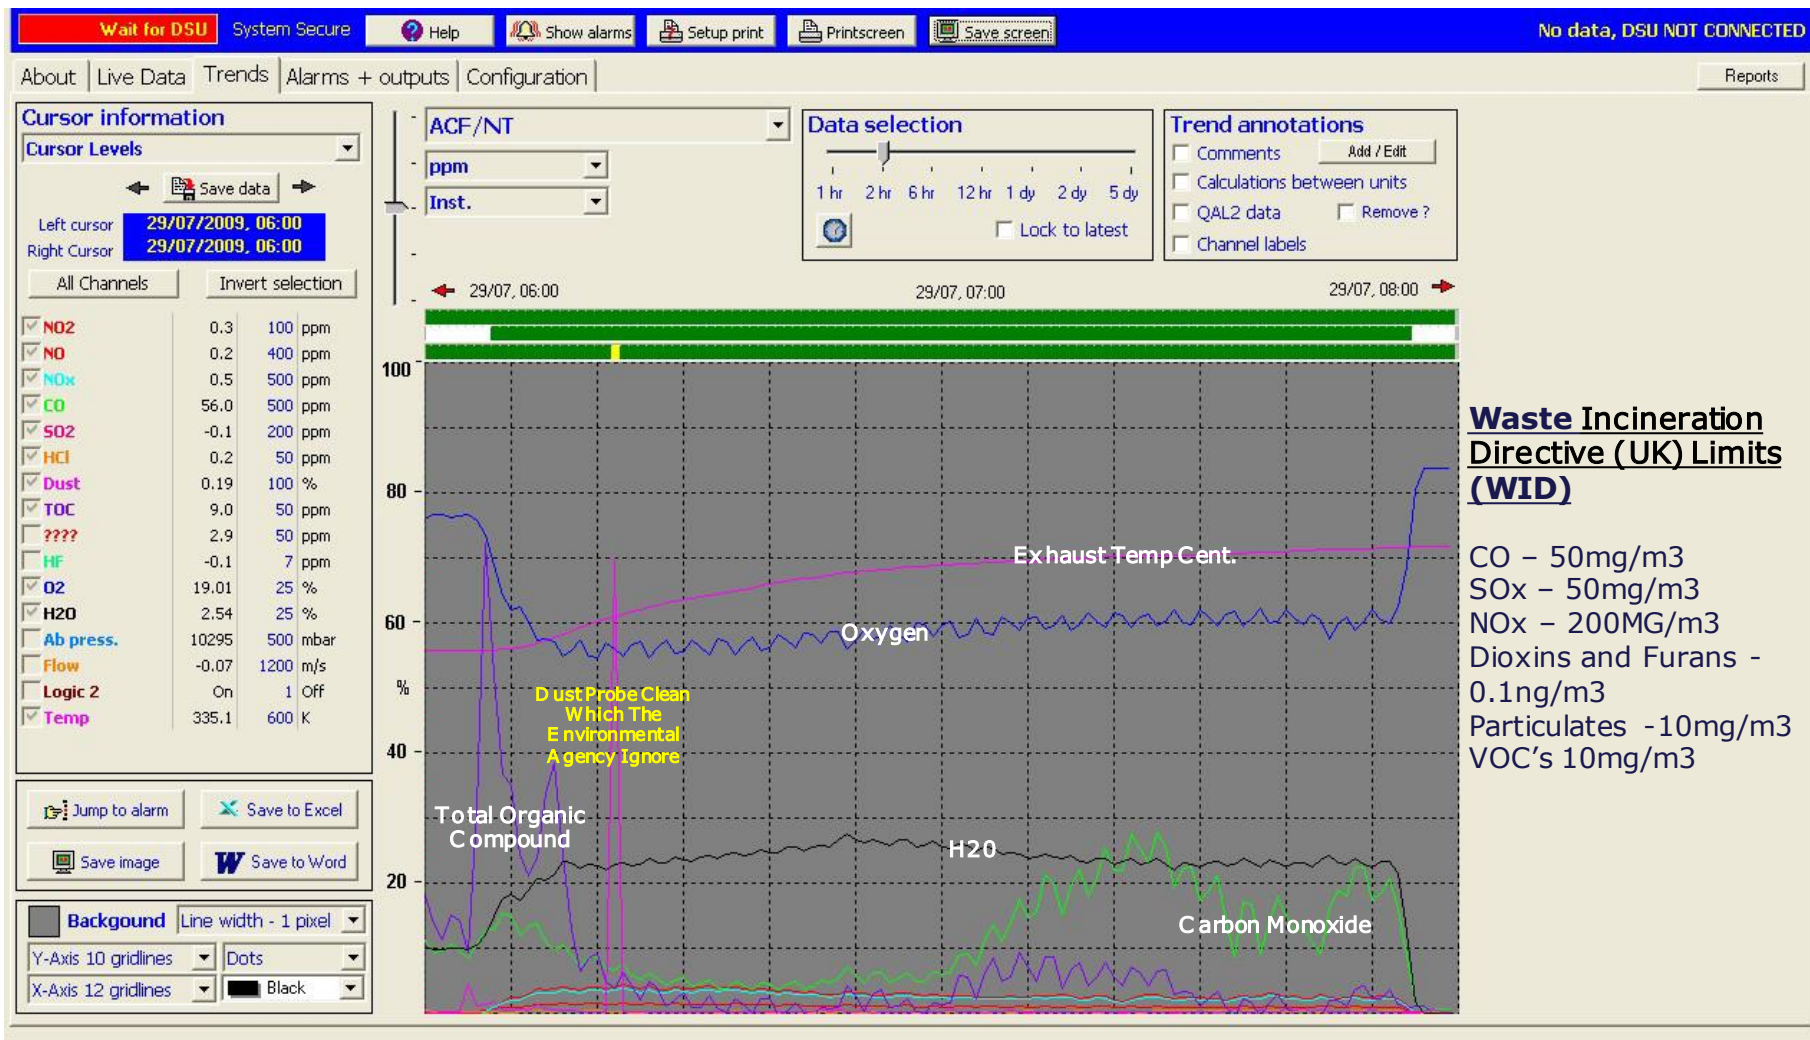 Wait for DSU System Secure Help Show alarms Setup print Printscreen Save screen No data, DSU NOT CONNECTED
About Live Data Trends Alarms + outputs Configuration Reports
Cursor information
Cursor Levels
Save data
Left cursor 29/07/2009, 06:00
Right Cursor 29/07/2009, 06:00
All Channels Invert selection
NO2 0.3 100 ppm
NO 0.2 400 ppm
NOx 0.5 500 ppm
CO 56.0 500 ppm
SO2 -0.1 200 ppm
HCl 0.2 50 ppm
Dust 0.19 100 %
TOC 9.0 50 ppm
???? 2.9 50 ppm
HF -0.1 7 ppm
O2 19.01 25 %
H2O 2.54 25 %
Ab press. 10295 500 mbar
Flow -0.07 1200 m/s
Logic 2 On 1 Off
Temp 335.1 600 K
Jump to alarm Save to Excel
Save image Save to Word
Backgound Line width - 1 pixel
Y-Axis 10 gridlines Dots
X-Axis 12 gridlines Black
ACF/NT
ppm
Inst.
Data selection
1 hr 2 hr 6 hr 12 hr 1 dy 2 dy 5 dy
Lock to latest
Trend annotations
Comments Add / Edit
Calculations between units
QAL2 data Remove ?
Channel labels
29/07, 06:00 29/07, 07:00 29/07, 08:00
100
80
60
%
40
20
Exhaust Temp Cent.
Oxygen
Dust Probe Clean
Which The
Environmental
Agency Ignore
Total Organic
Compound
H20
Carbon Monoxide
Waste Incineration
Directive (UK) Limits
(WID)
CO – 50mg/m3
SOx – 50mg/m3
NOx – 200MG/m3
Dioxins and Furans -
0.1ng/m3
Particulates -10mg/m3
VOC’s 10mg/m3